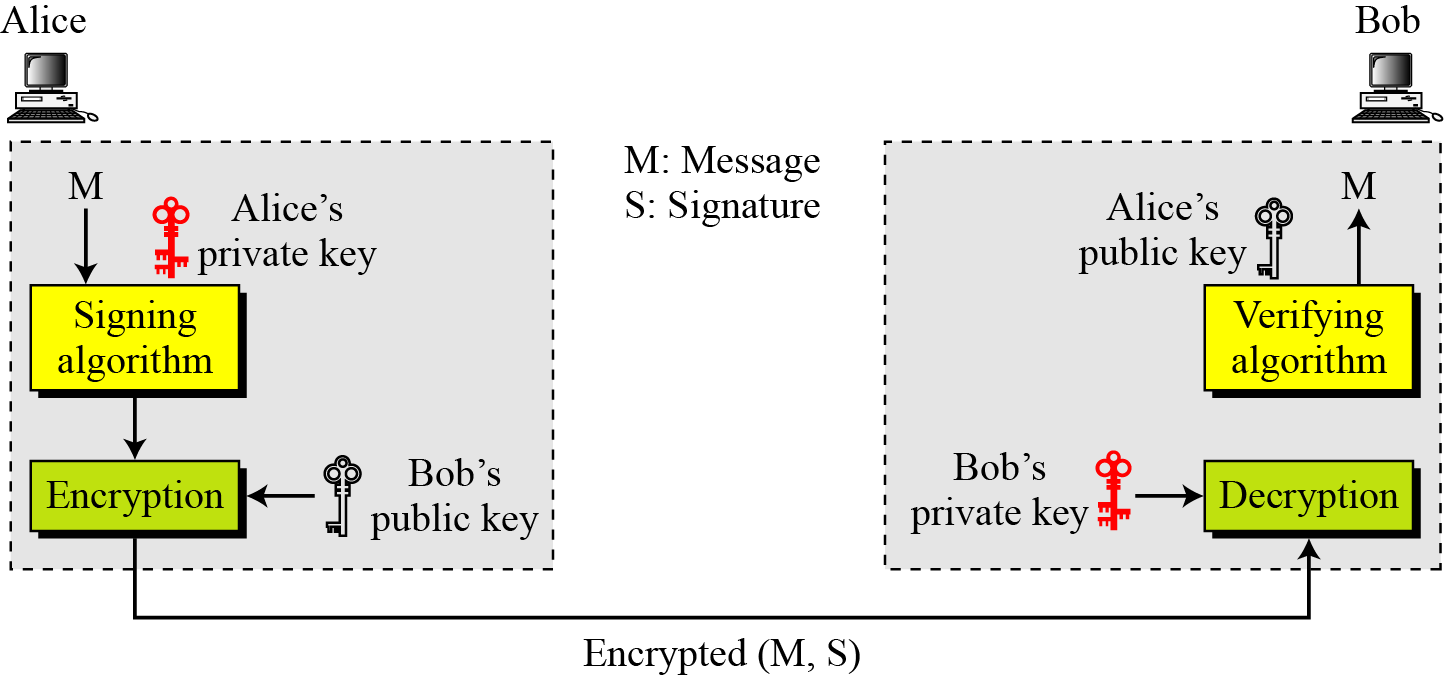 Alice
Bob
M: Message
S: Signature
M
Alice’s
private key
Signing
algorithm
Encryption
Bob’s
public key
Alice’s
public key
M
Verifying
algorithm
Bob’s
private key
Decryption
Encrypted (M, S)